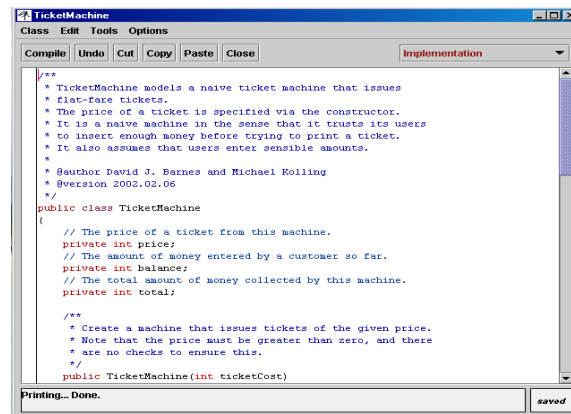 TicketMachine
Class Edit Tools Options
Compile Undo Cut Copy Paste Close Implementation
/**
* TicketMachine models a naive ticket machine that issues
* flat-fare tickets.
* The price of a ticket is specified via the constructor.
* It is a naive machine in the sense that it trusts its users
* to insert enough money before trying to print a ticket.
* It also assumes that users enter sensible amounts.
*
* @author David J. Barnes and Michael Kolling
* @version 2002.02.06
*/
public class TicketMachine
{
// The price of a ticket from this machine.
private int price;
// The amount of money entered by a customer so far.
private int balance;
// The total amount of money collected by this machine.
private int total;
/**
* Create a machine that issues tickets of the given price.
* Note that the price must be greater than zero, and there
* are no checks to ensure this.
*/
public TicketMachine(int ticketCost)
Printing... Done.
saved